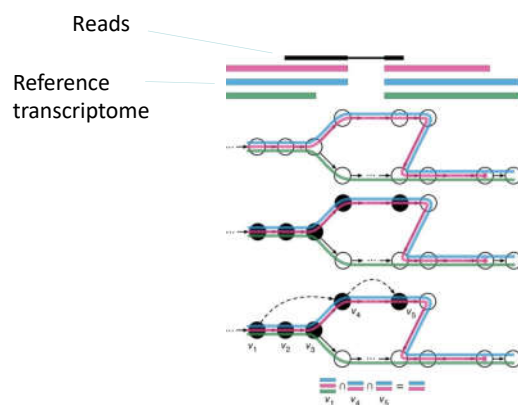 Reads
Reference
transcriptome
...
...
...
...
...
...
v4 v5
v1 v2 v3
...
∩ ∩ =
v1 v4 v5